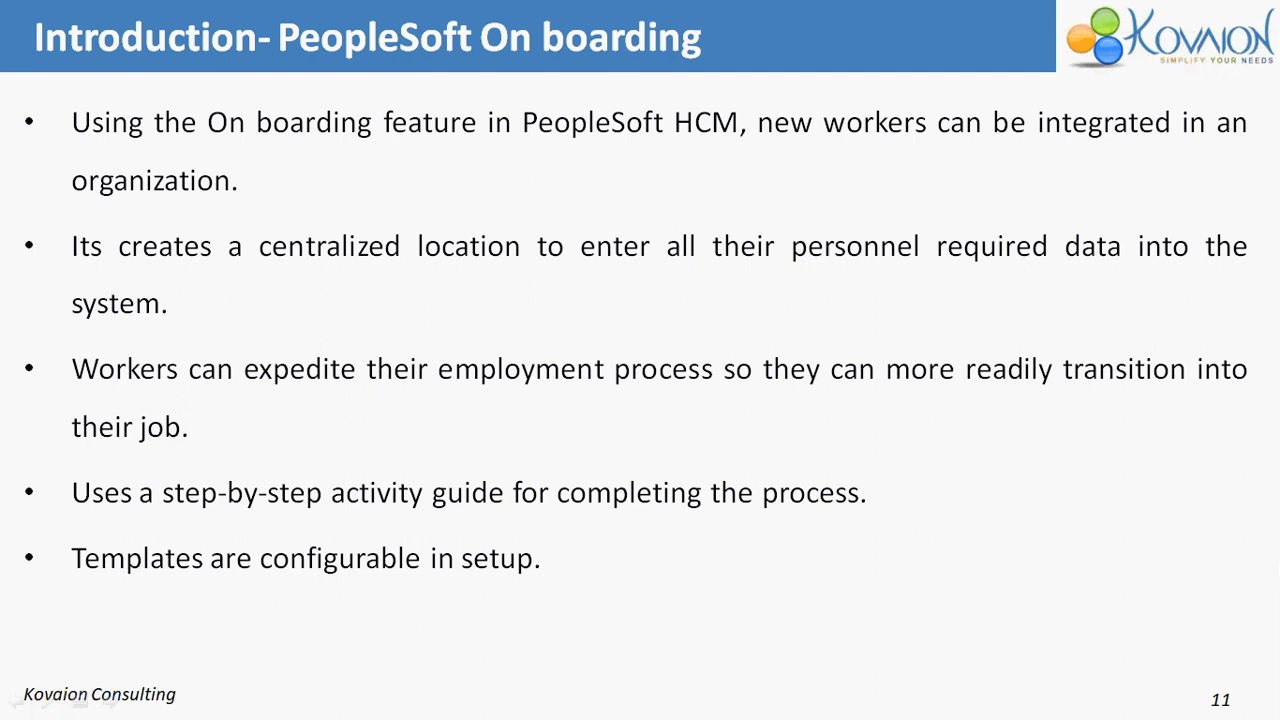 Introduction- PeopleSoft On boarding
KOVAION
SIMPLIFY YOUR NEEDS
• Using the On boarding feature in PeopleSoft HCM, new workers can be integrated in an
organization.
• Its creates a centralized location to enter all their personnel required data into the
system.
• Workers can expedite their employment process so they can more readily transition into
their job.
• Uses a step-by-step activity guide for completing the process.
• Templates are configurable in setup.
Kovaion Consulting
11